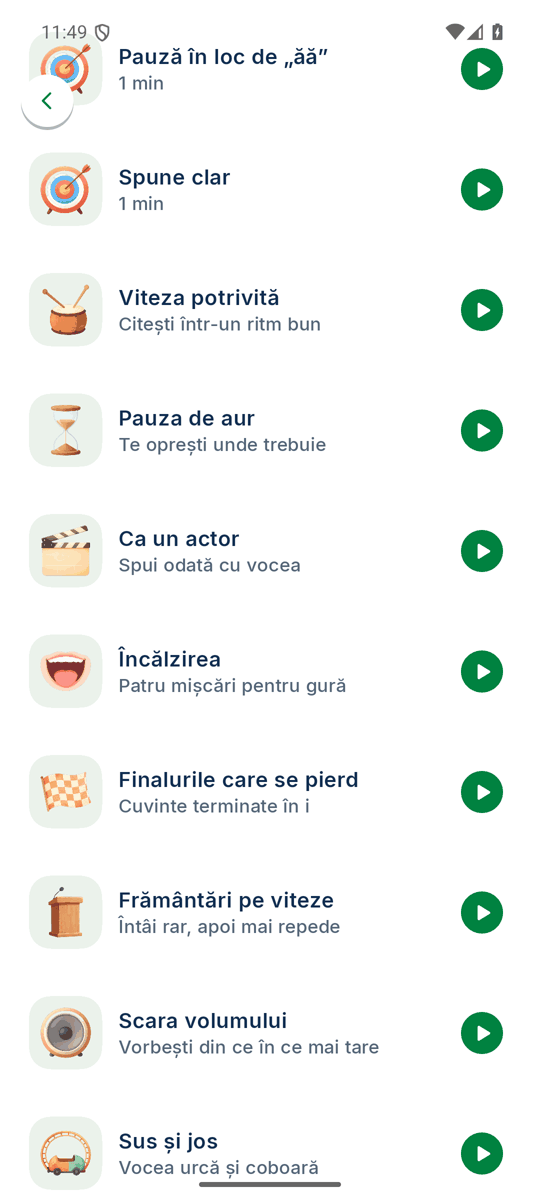 11:49
Pauză în loc de „ăă”
1 min
Spune clar
1 min
Viteza potrivită
Citești într-un ritm bun
Pauza de aur
Te oprești unde trebuie
Ca un actor
Spui odată cu vocea
Încălzirea
Patru mișcări pentru gură
Finalurile care se pierd
Cuvinte terminate în i
Frământări pe viteze
Întâi rar, apoi mai repede
Scara volumului
Vorbești din ce în ce mai tare
Sus și jos
Vocea urcă și coboară